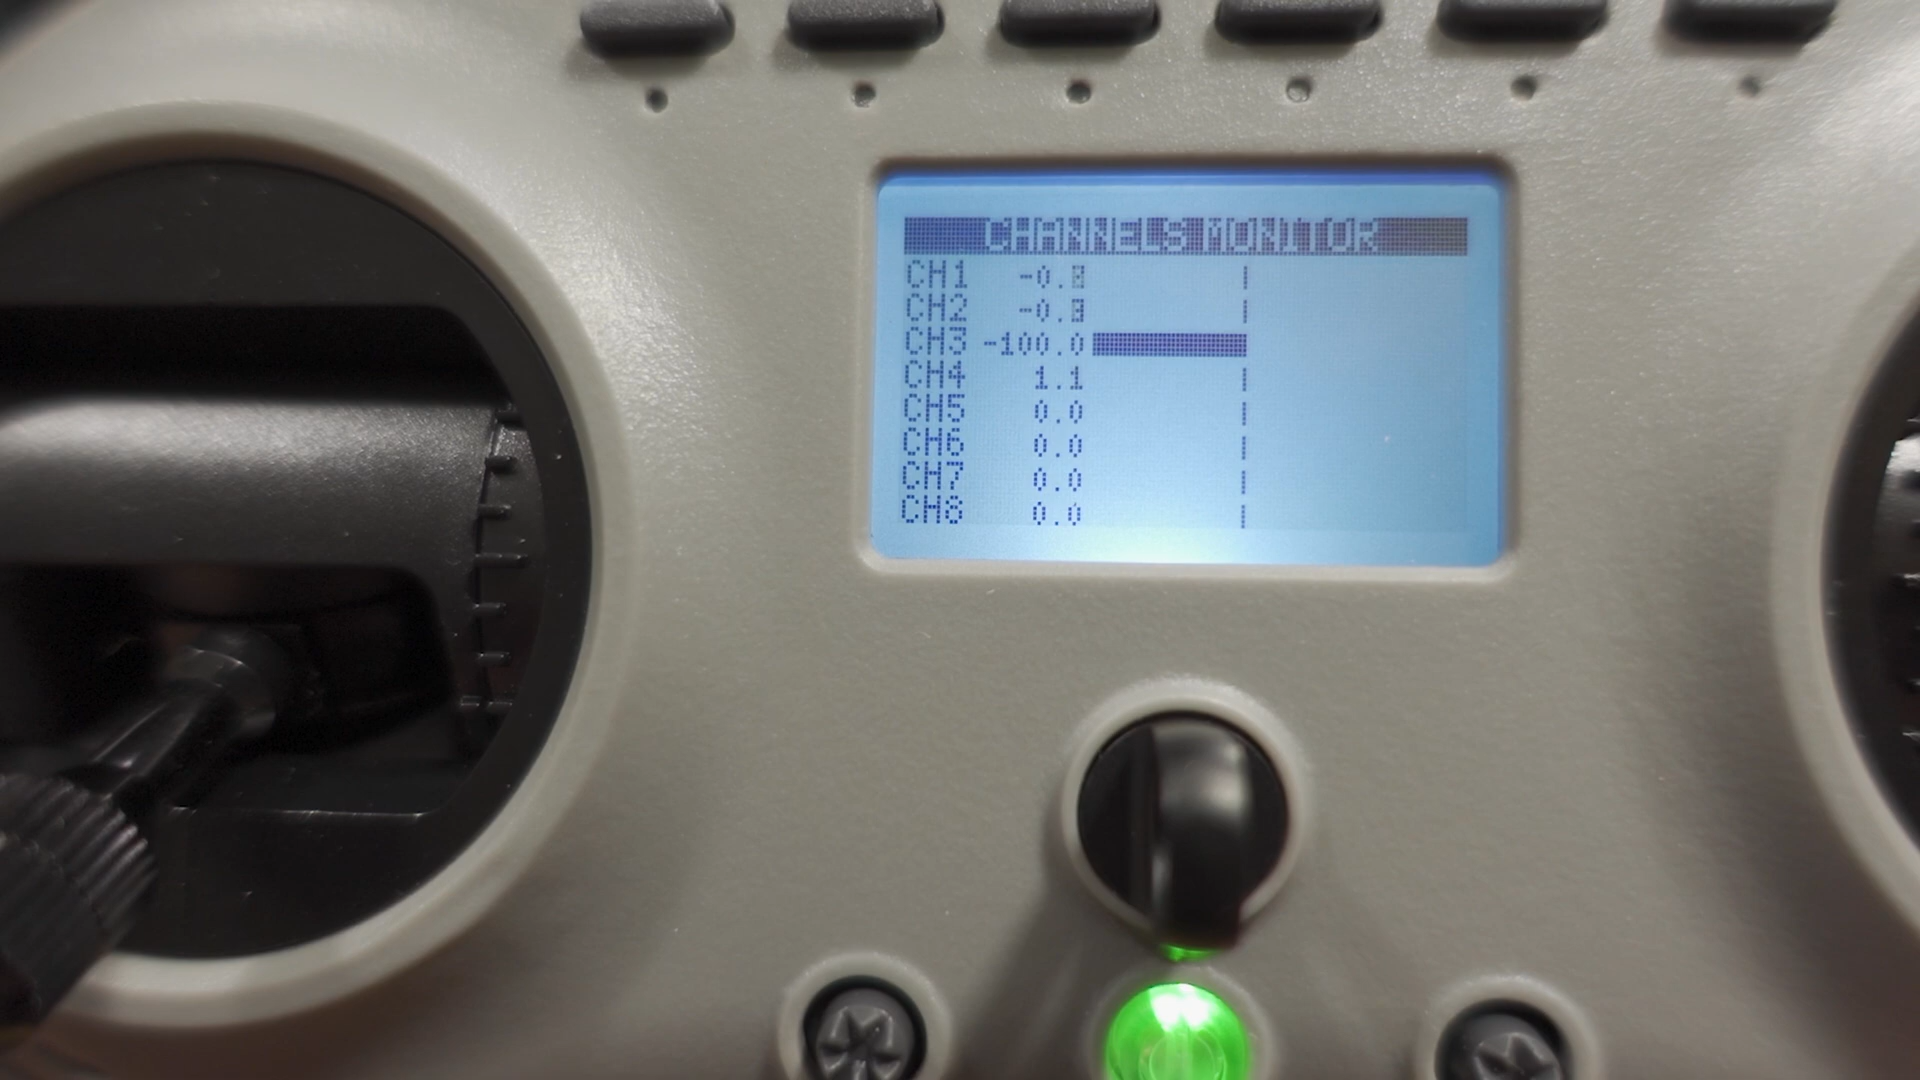 CHANNELS MONITOR
CH1
CH2
CH3 -100.0
CH4 1.1
CH5 0.0
CH6 0.0
CH7 0.0
CH8 0.0